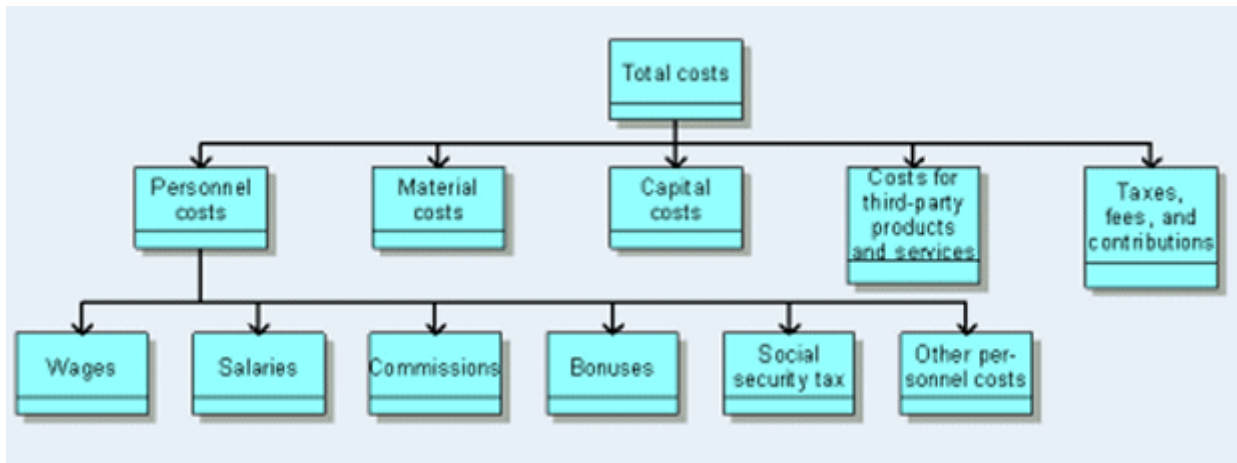 Total costs
Personnel
costs
Material
costs
Capital
costs
Costs for
third-party
products
and services
Taxes,
fees, and
contributions
Wages
Salaries
Commissions
Bonuses
Social
security tax
Other per-
sonnel costs